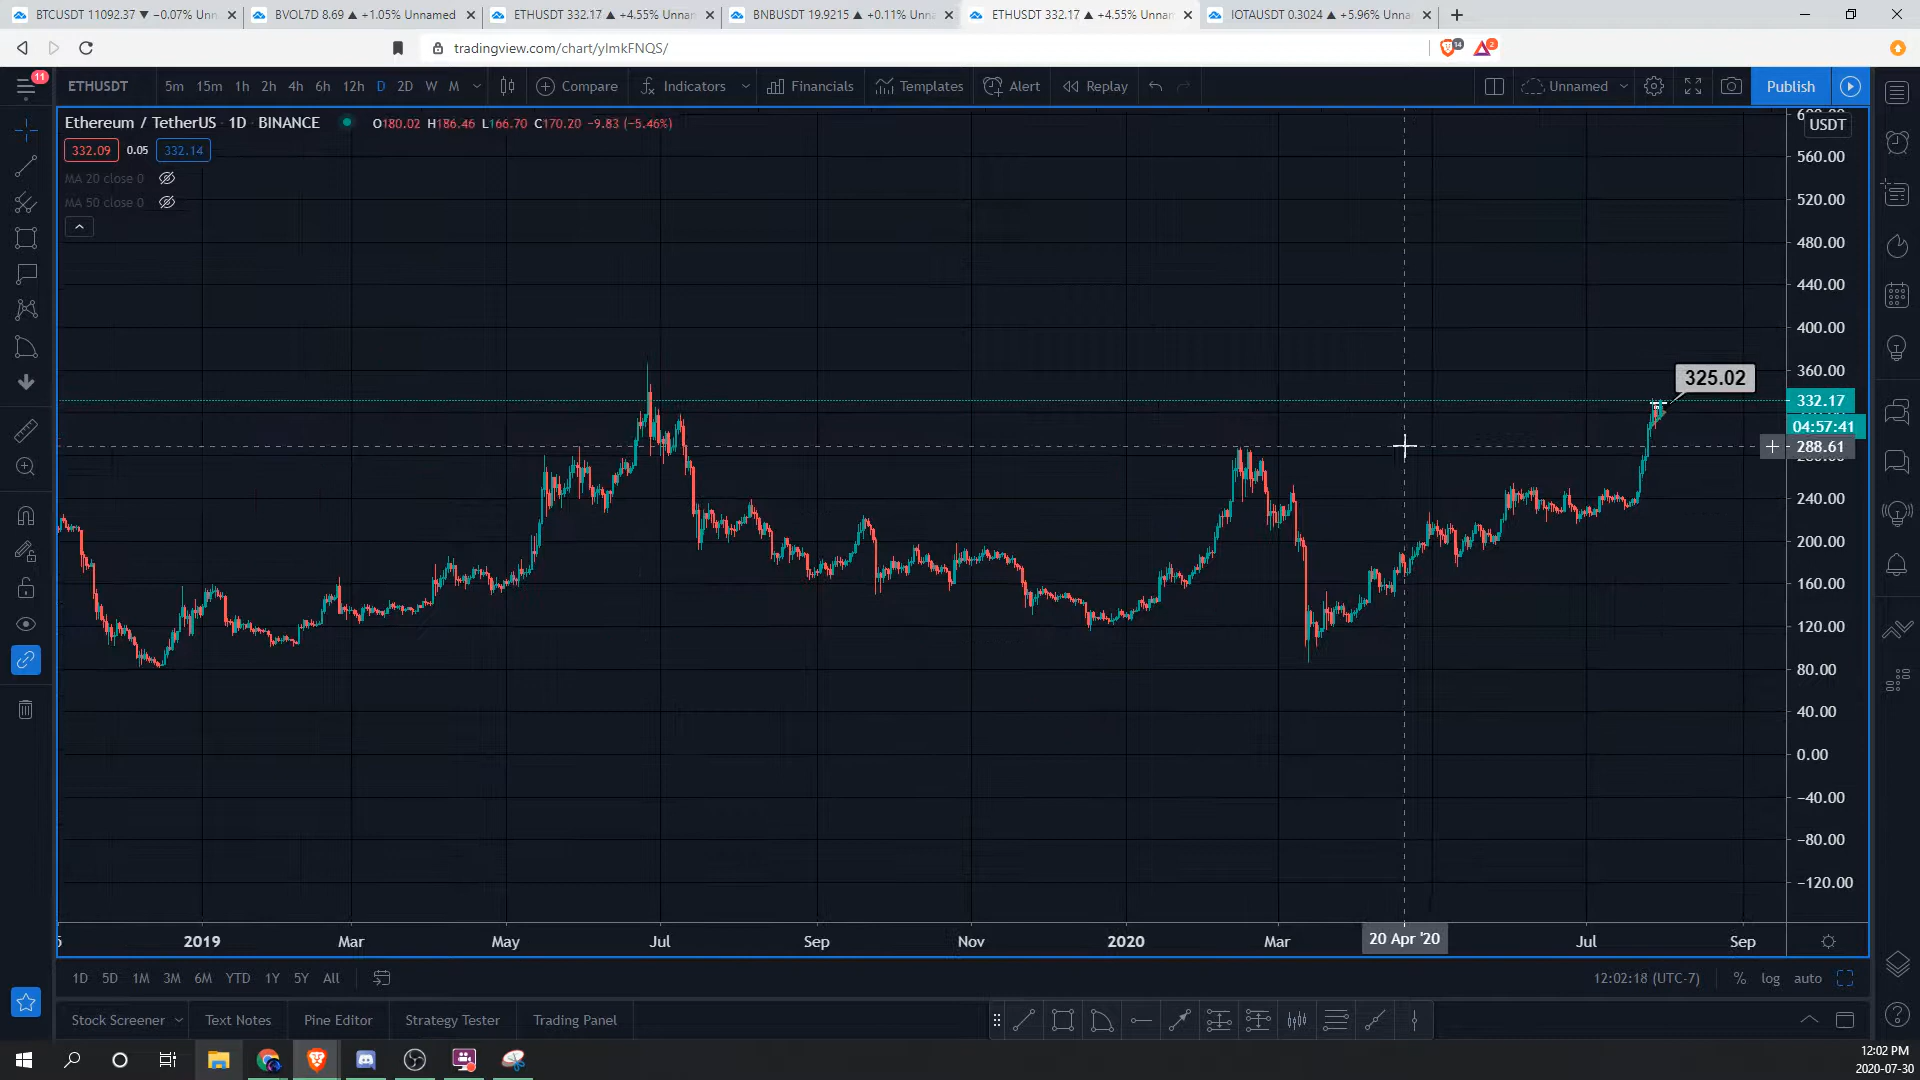 BTCUSDT 11092.37 ▼ −0.07% Unn
BVOL7D 8.69 ▲ +1.05% Unnamed
ETHUSDT 332.17 ▲ +4.55% Unnan
BNBUSDT 19.9215 ▲ +0.11% Unna
ETHUSDT 332.17 ▲ +4.55% Unnam
IOTAUSDT 0.3024 ▲ +5.96% Unna
tradingview.com/chart/yImkFNQS/
14
2
11
ETHUSDT 5m 15m 1h 2h 4h 6h 12h D 2D W M Compare Indicators Financials Templates Alert Replay Unnamed Publish
Ethereum / TetherUS · 1D · BINANCE O180.02 H186.46 L166.70 C170.20 −9.83 (−5.46%)
332.09 0.05 332.14
MA 20 close 0
MA 50 close 0
USDT
560.00
520.00
480.00
440.00
400.00
360.00
325.02
332.17
04:57:41
288.61
240.00
200.00
160.00
120.00
80.00
40.00
0.00
−40.00
−80.00
−120.00
2019 Mar May Jul Sep Nov 2020 Mar 20 Apr '20 Jul Sep
1D 5D 1M 3M 6M YTD 1Y 5Y All 12:02:18 (UTC-7) % log auto
Stock Screener Text Notes Pine Editor Strategy Tester Trading Panel
12:02 PM
2020-07-30